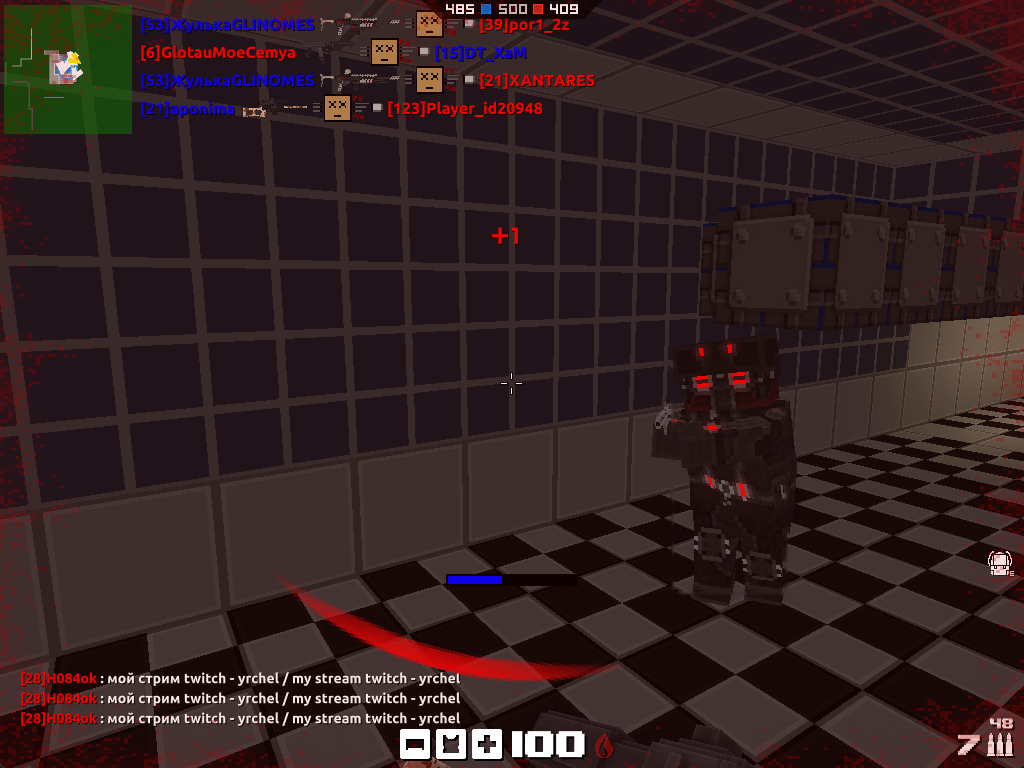 485 500 409
[53]ЖулькаGLINOMES [39]por1_2z
[6]GlotauMoeCemya [15]DT_XaM
[53]ЖулькаGLINOMES [21]XANTARES
[21]aponima [123]Player_id20948
+1
[28]H084ok : мой стрим twitch - yrchel / my stream twitch - yrchel
[28]H084ok : мой стрим twitch - yrchel / my stream twitch - yrchel
[28]H084ok : мой стрим twitch - yrchel / my stream twitch - yrchel
100
48
7